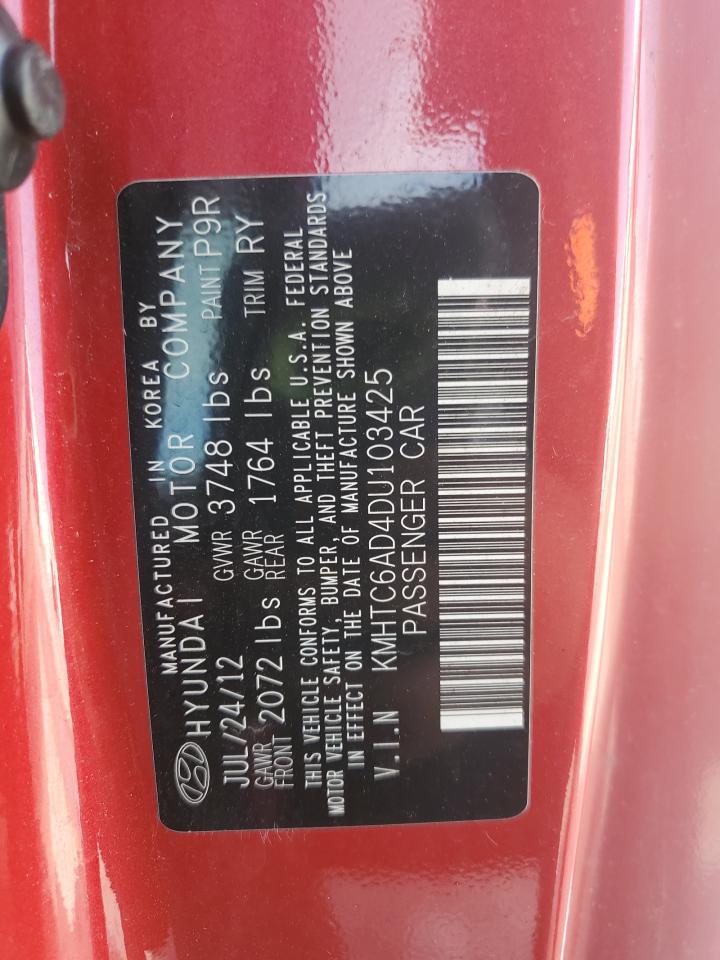 MANUFACTURED IN KOREA BY
HYUNDAI MOTOR COMPANY
JUL/24/12 GVWR 3748 lbs PAINT P9R
GAWR FRONT 2072 lbs GAWR REAR 1764 lbs TRIM RY
THIS VEHICLE CONFORMS TO ALL APPLICABLE U.S.A. FEDERAL
MOTOR VEHICLE SAFETY, BUMPER, AND THEFT PREVENTION STANDARDS
IN EFFECT ON THE DATE OF MANUFACTURE SHOWN ABOVE
V.I.N KMHTC6AD4DU103425
PASSENGER CAR